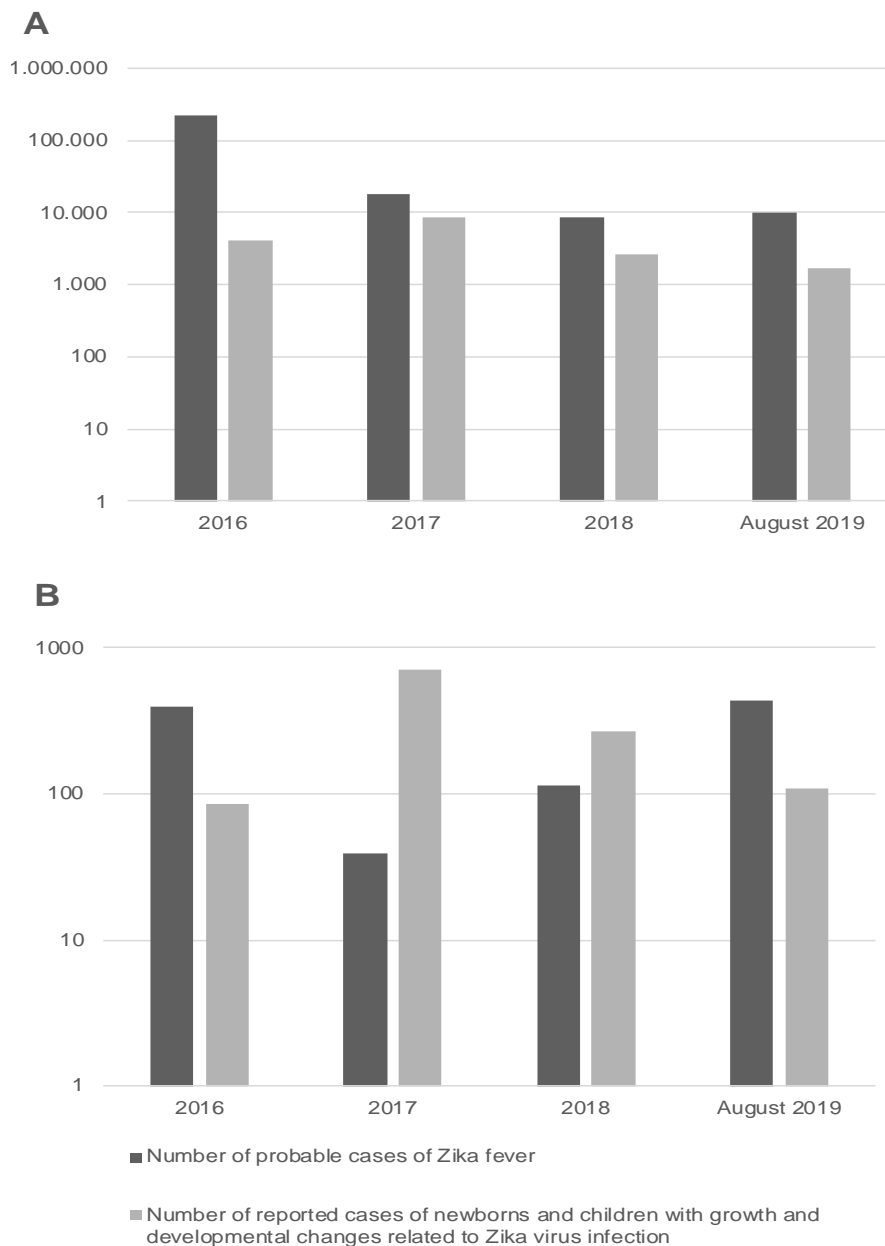 A
1.000.000
100.000
10.000
1.000
100
10
1
2016 2017 2018 August 2019
B
1000
100
10
1
2016 2017 2018 August 2019
Number of probable cases of Zika fever
Number of reported cases of newborns and children with growth and
developmental changes related to Zika virus infection